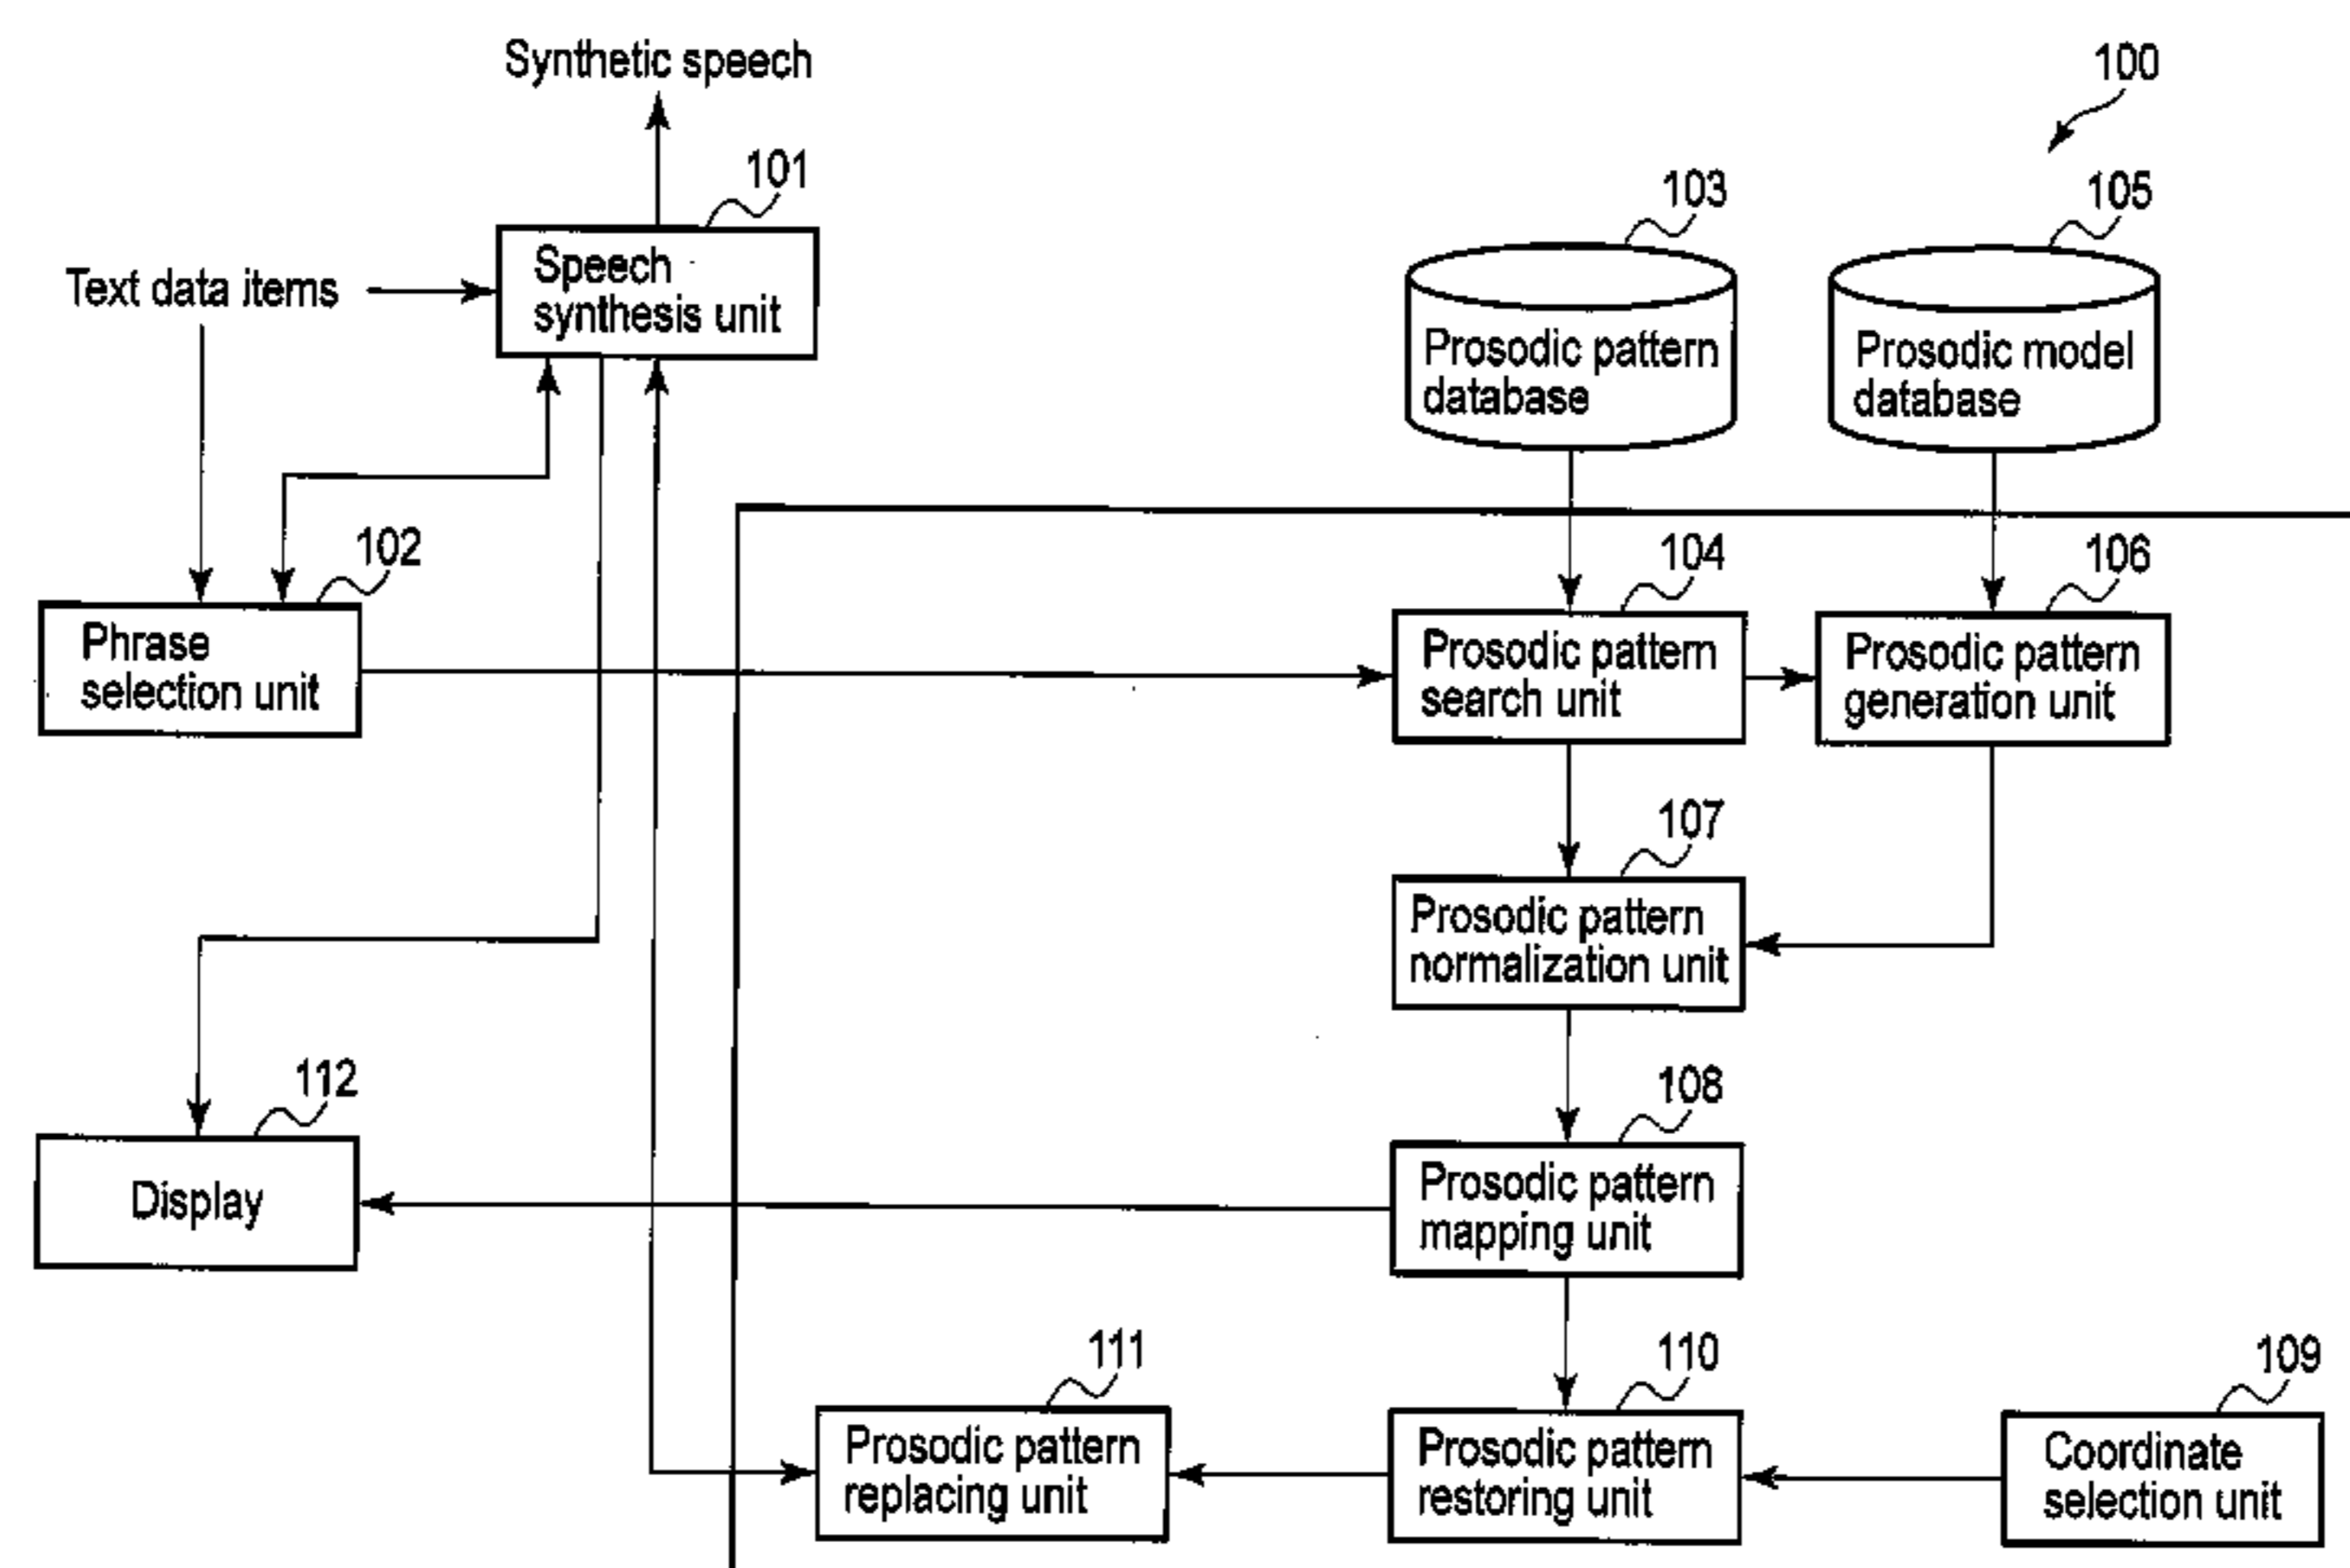 Synthetic speech
100
101
103
105
Speech
synthesis unit
Text data items
Prosodic pattern
database
Prosodic model
database
102
104
106
Phrase
selection unit
Prosodic pattern
search unit
Prosodic pattern
generation unit
107
Prosodic pattern
normalization unit
112
108
Display
Prosodic pattern
mapping unit
111
110
109
Prosodic pattern
replacing unit
Prosodic pattern
restoring unit
Coordinate
selection unit